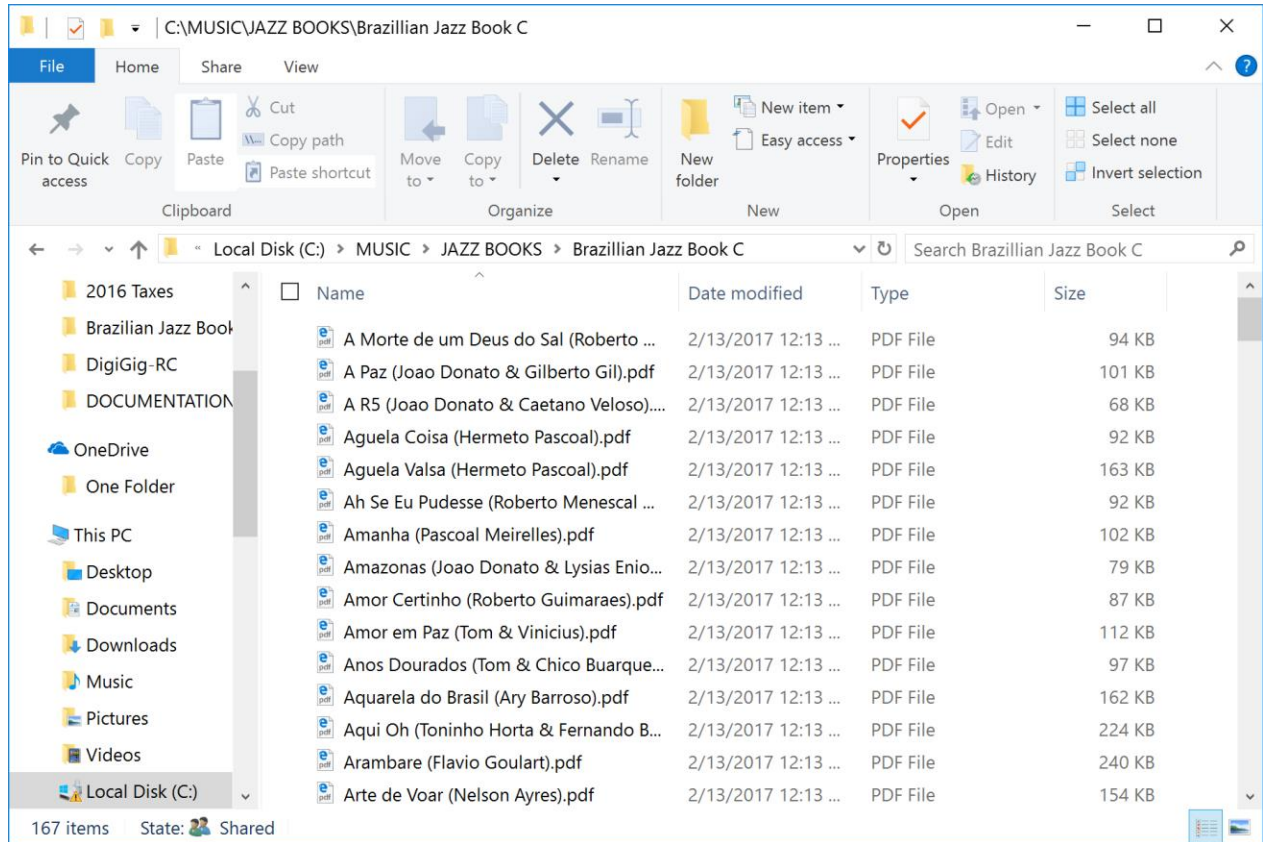 C:\MUSIC\JAZZ BOOKS\Brazillian Jazz Book C
File Home Share View
Pin to Quick access
Copy
Paste
Cut
Copy path
Paste shortcut
Move to
Copy to
Delete
Rename
New folder
New item
Easy access
Properties
Open
Edit
History
Select all
Select none
Invert selection
Clipboard Organize New Open Select
« Local Disk (C:) > MUSIC > JAZZ BOOKS > Brazillian Jazz Book C
Search Brazillian Jazz Book C
2016 Taxes
Brazilian Jazz Book
DigiGig-RC
DOCUMENTATION
OneDrive
One Folder
This PC
Desktop
Documents
Downloads
Music
Pictures
Videos
Local Disk (C:)
Name Date modified Type Size
A Morte de um Deus do Sal (Roberto ... 2/13/2017 12:13 ... PDF File 94 KB
A Paz (Joao Donato & Gilberto Gil).pdf 2/13/2017 12:13 ... PDF File 101 KB
A R5 (Joao Donato & Caetano Veloso).... 2/13/2017 12:13 ... PDF File 68 KB
Aguela Coisa (Hermeto Pascoal).pdf 2/13/2017 12:13 ... PDF File 92 KB
Aguela Valsa (Hermeto Pascoal).pdf 2/13/2017 12:13 ... PDF File 163 KB
Ah Se Eu Pudesse (Roberto Menescal ... 2/13/2017 12:13 ... PDF File 92 KB
Amanha (Pascoal Meirelles).pdf 2/13/2017 12:13 ... PDF File 102 KB
Amazonas (Joao Donato & Lysias Enio... 2/13/2017 12:13 ... PDF File 79 KB
Amor Certinho (Roberto Guimaraes).pdf 2/13/2017 12:13 ... PDF File 87 KB
Amor em Paz (Tom & Vinicius).pdf 2/13/2017 12:13 ... PDF File 112 KB
Anos Dourados (Tom & Chico Buarque... 2/13/2017 12:13 ... PDF File 97 KB
Aquarela do Brasil (Ary Barroso).pdf 2/13/2017 12:13 ... PDF File 162 KB
Aqui Oh (Toninho Horta & Fernando B... 2/13/2017 12:13 ... PDF File 224 KB
Arambare (Flavio Goulart).pdf 2/13/2017 12:13 ... PDF File 240 KB
Arte de Voar (Nelson Ayres).pdf 2/13/2017 12:13 ... PDF File 154 KB
167 items State: Shared